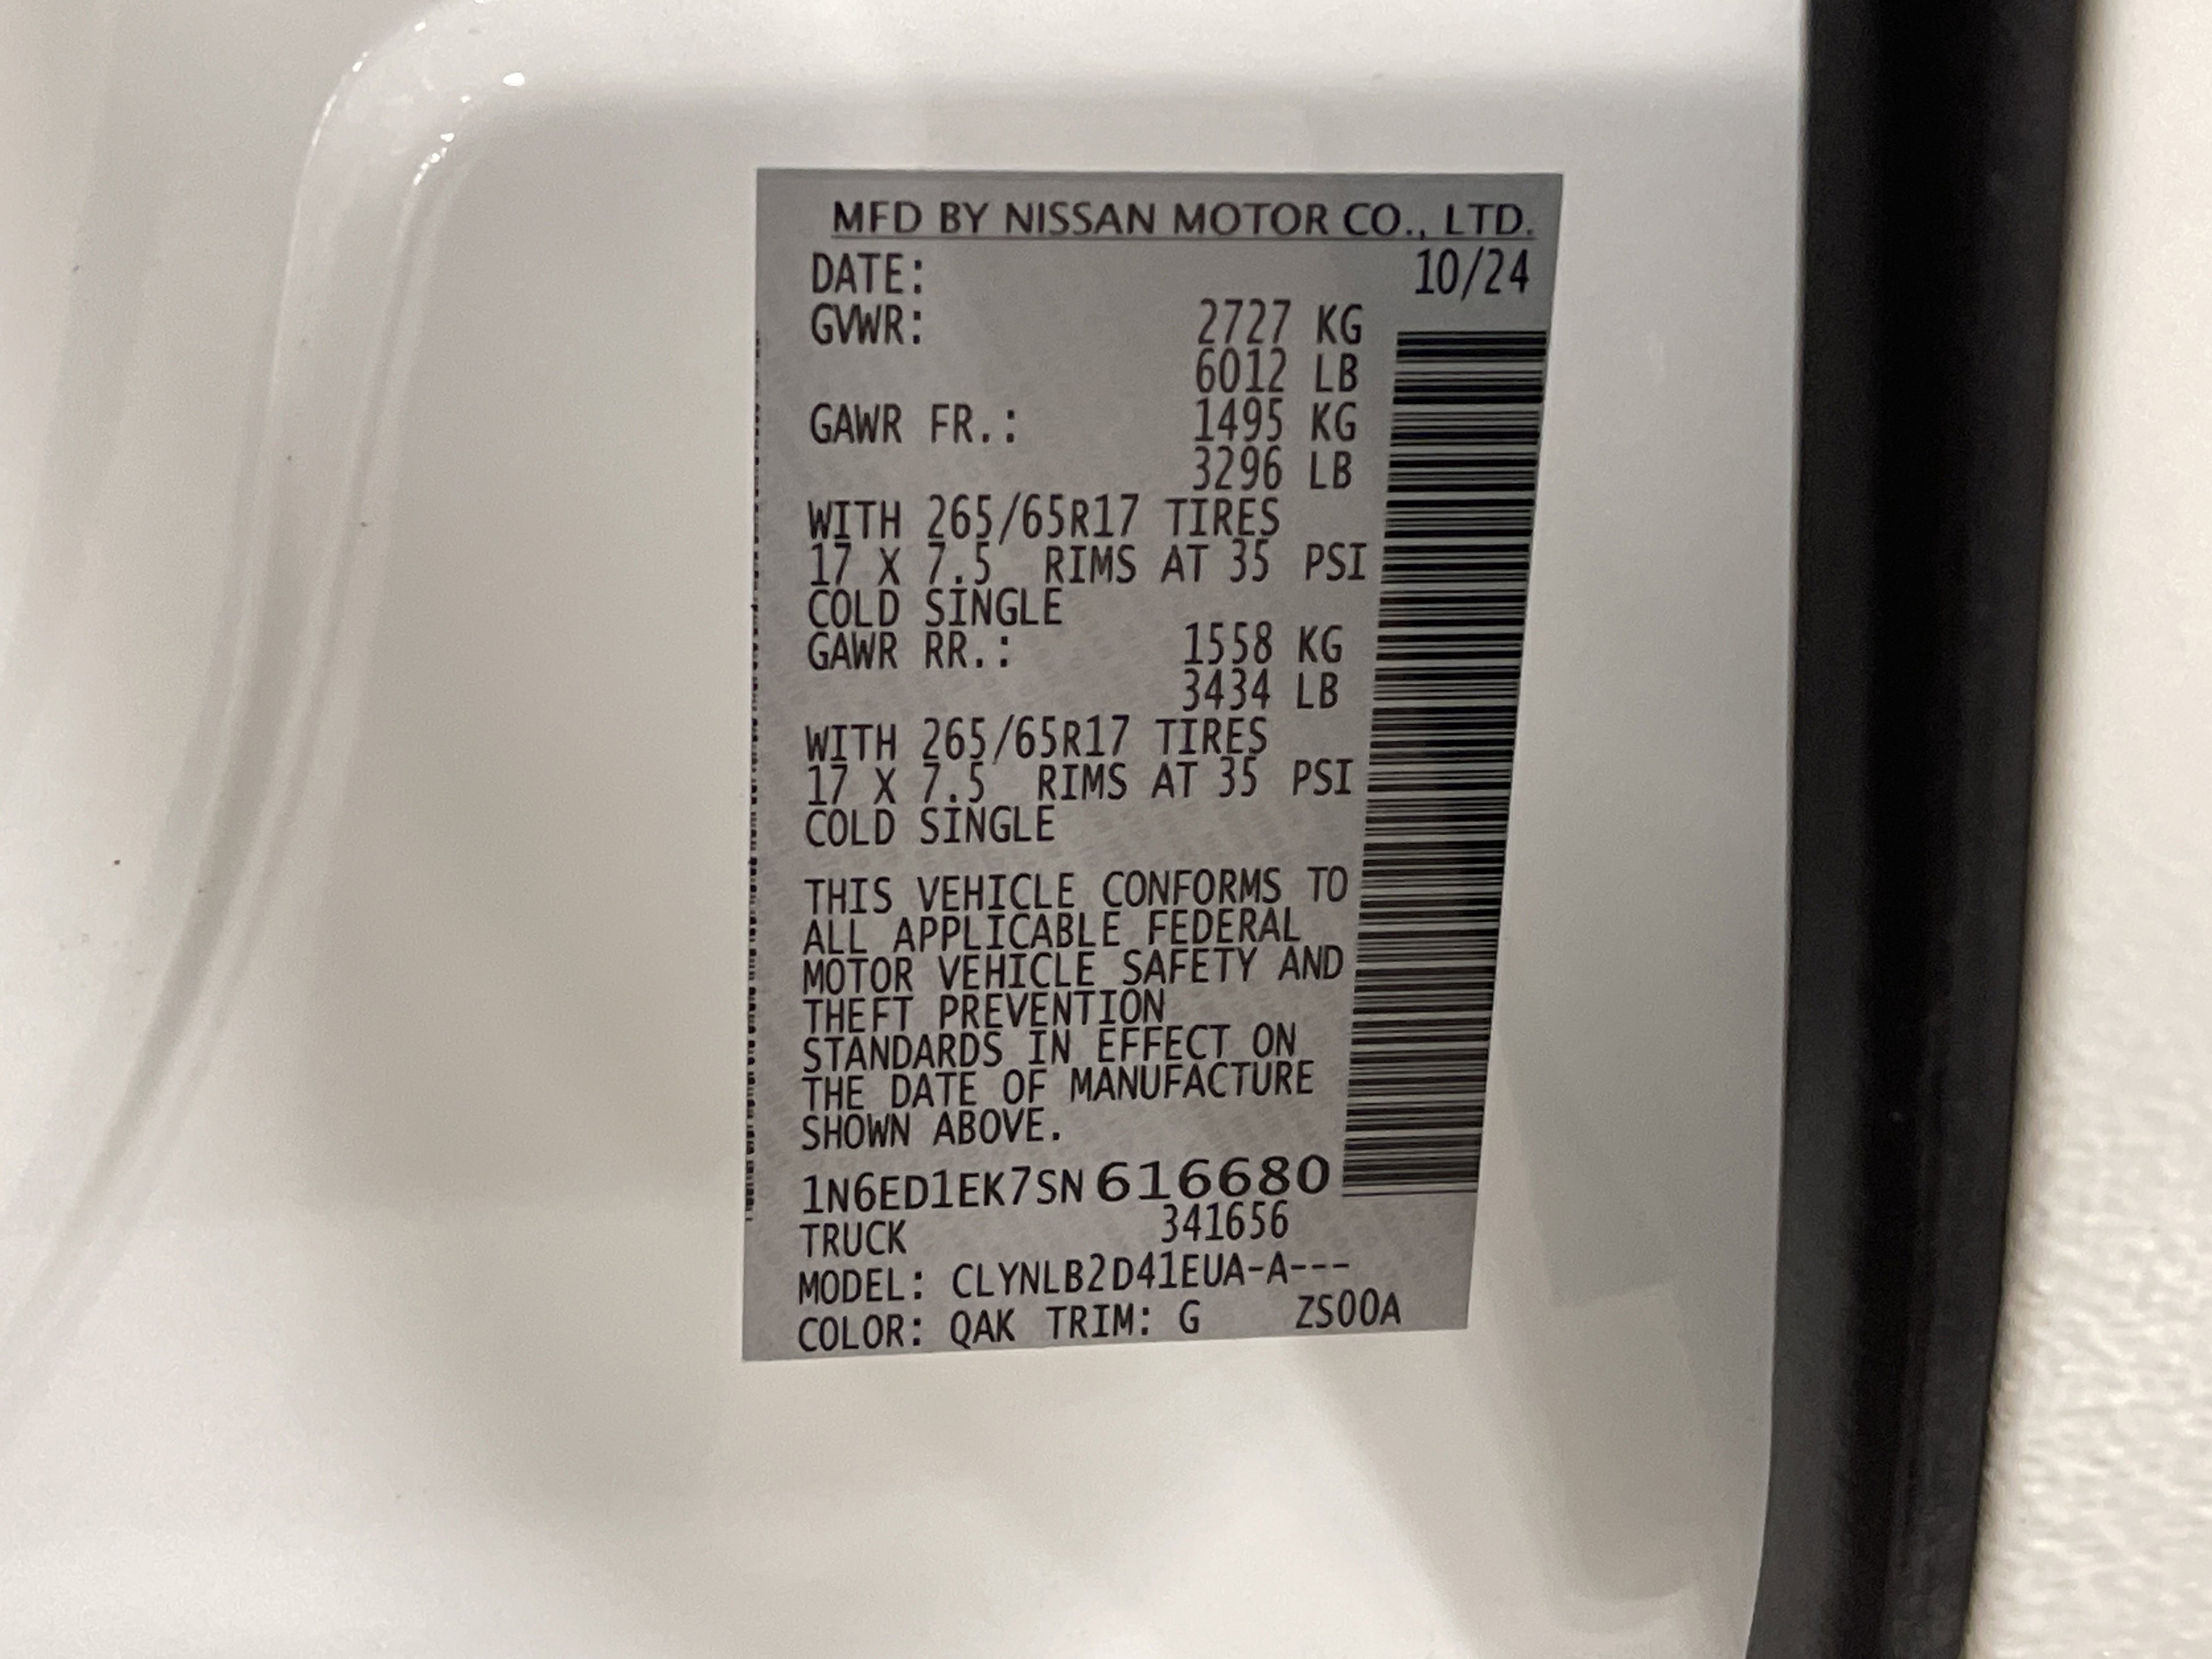 MFD BY NISSAN MOTOR CO., LTD.
DATE: 10/24
GVWR: 2727 KG
6012 LB
GAWR FR.: 1495 KG
3296 LB
WITH 265/65R17 TIRES
17 X 7.5 RIMS AT 35 PSI
COLD SINGLE
GAWR RR.: 1558 KG
3434 LB
WITH 265/65R17 TIRES
17 X 7.5 RIMS AT 35 PSI
COLD SINGLE
THIS VEHICLE CONFORMS TO
ALL APPLICABLE FEDERAL
MOTOR VEHICLE SAFETY AND
THEFT PREVENTION
STANDARDS IN EFFECT ON
THE DATE OF MANUFACTURE
SHOWN ABOVE.
1N6ED1EK7SN616680
TRUCK 341656
MODEL: CLYNLB2D41EUA-A---
COLOR: QAK TRIM: G ZS00A